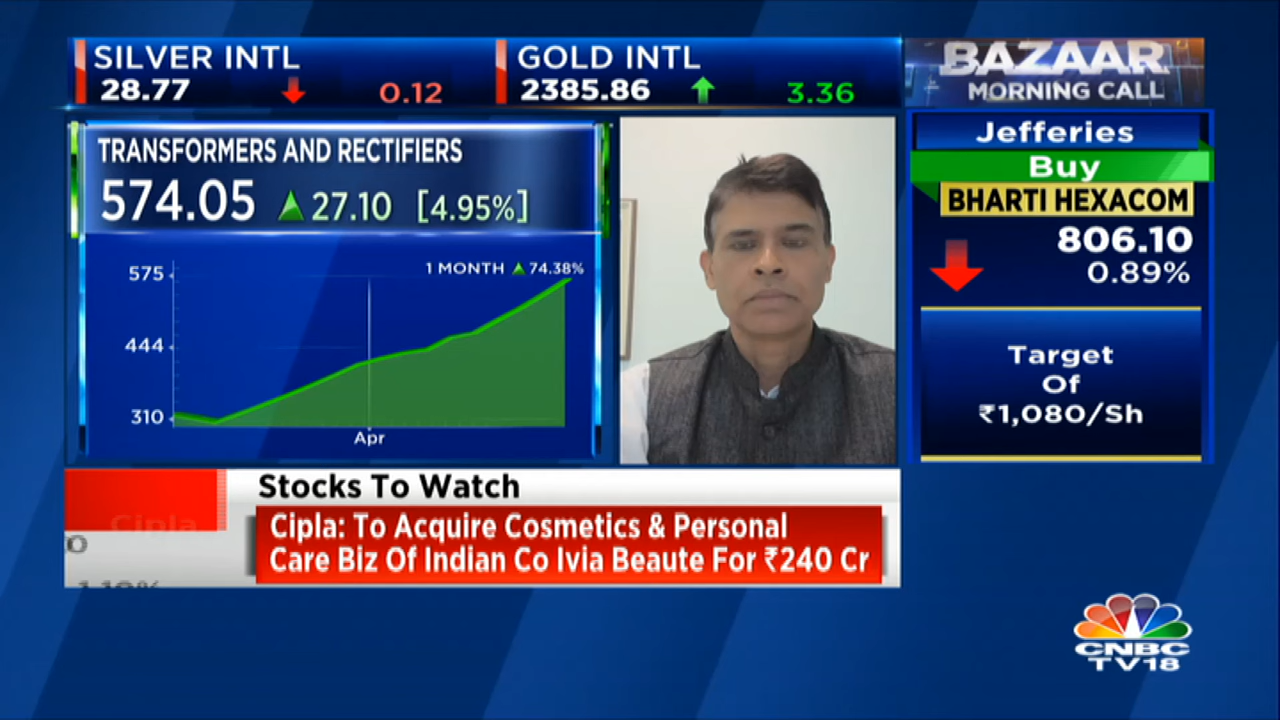 SILVER INTL
28.77 0.12
GOLD INTL
2385.86 3.36
BAZAAR
MORNING CALL
TRANSFORMERS AND RECTIFIERS
574.05 ▲ 27.10 [4.95%]
1 MONTH ▲ 74.38%
575
444
310
Apr
Jefferies
Buy
BHARTI HEXACOM
806.10
0.89%
Target
Of
₹1,080/Sh
Stocks To Watch
Cipla
Cipla: To Acquire Cosmetics & Personal
Care Biz Of Indian Co Ivia Beaute For ₹240 Cr
CNBC
TV18